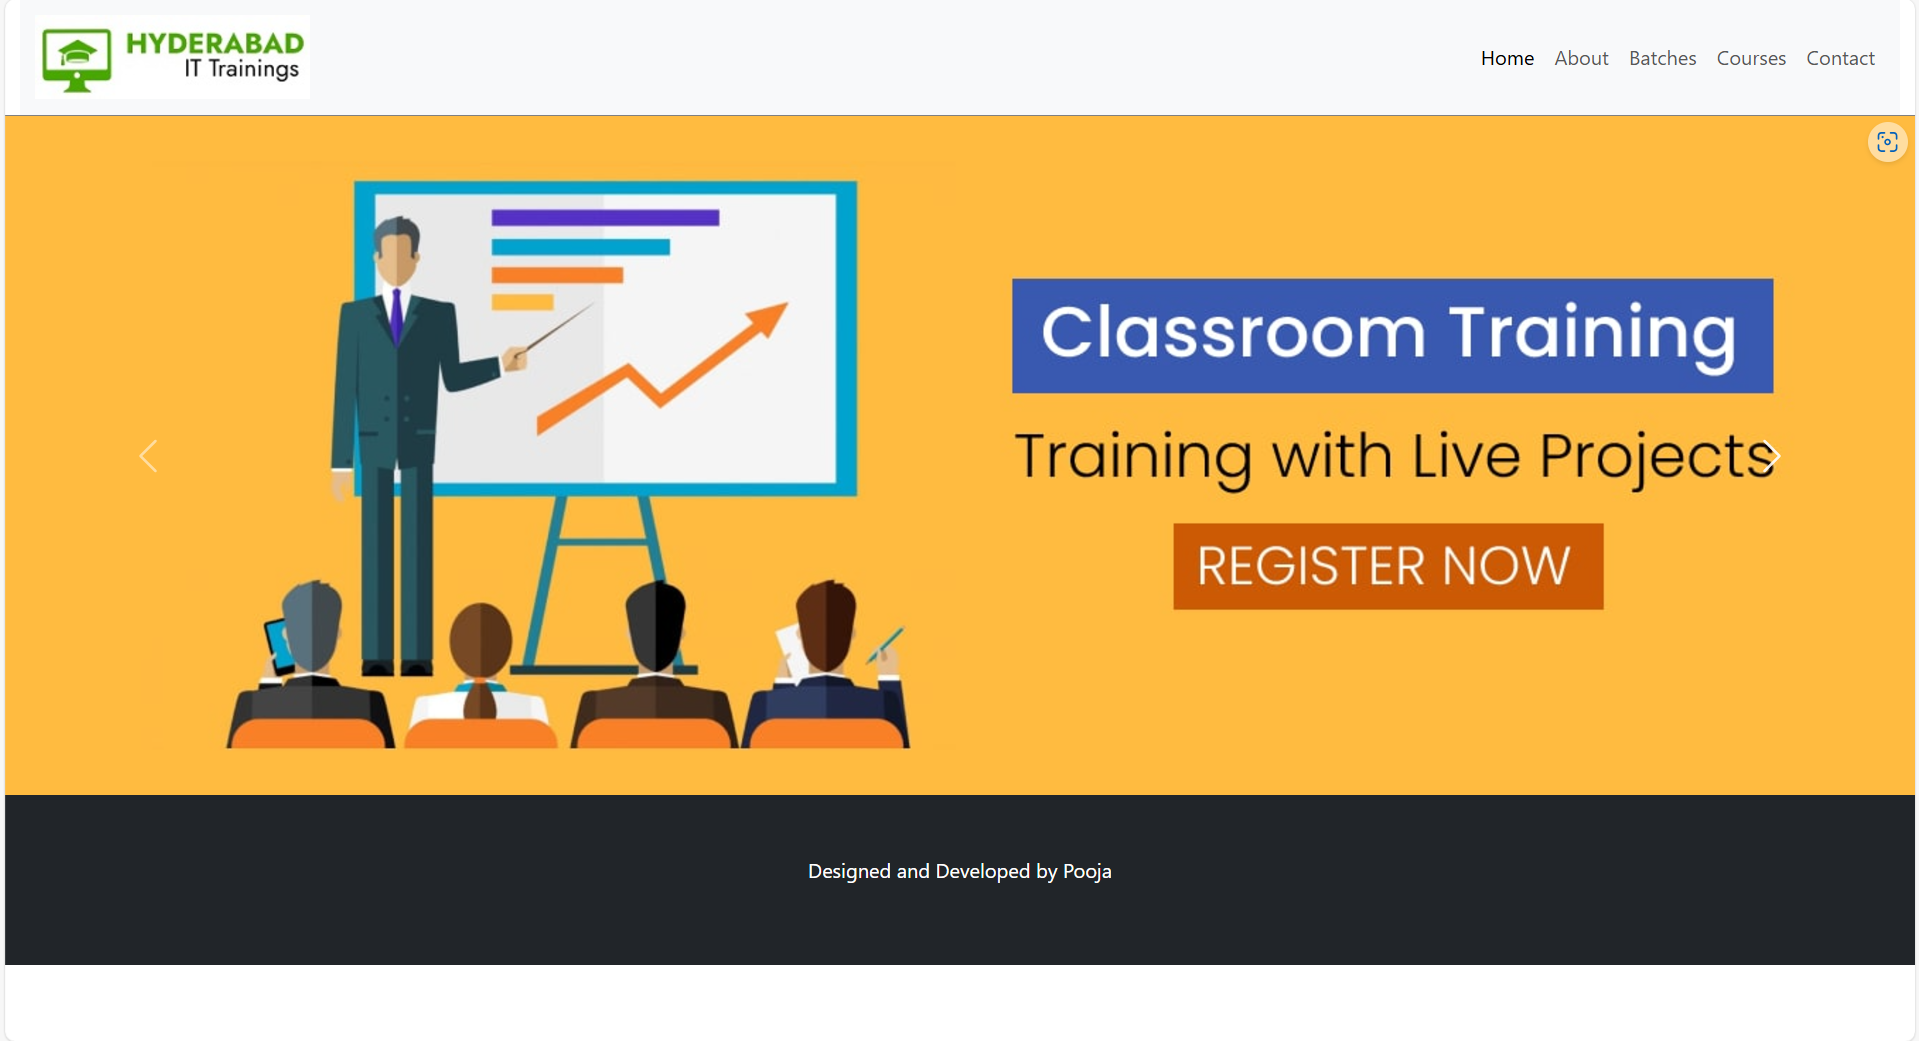 HYDERABAD
IT Trainings
Home About Batches Courses Contact
Classroom Training
Training with Live Projects
REGISTER NOW
Designed and Developed by Pooja